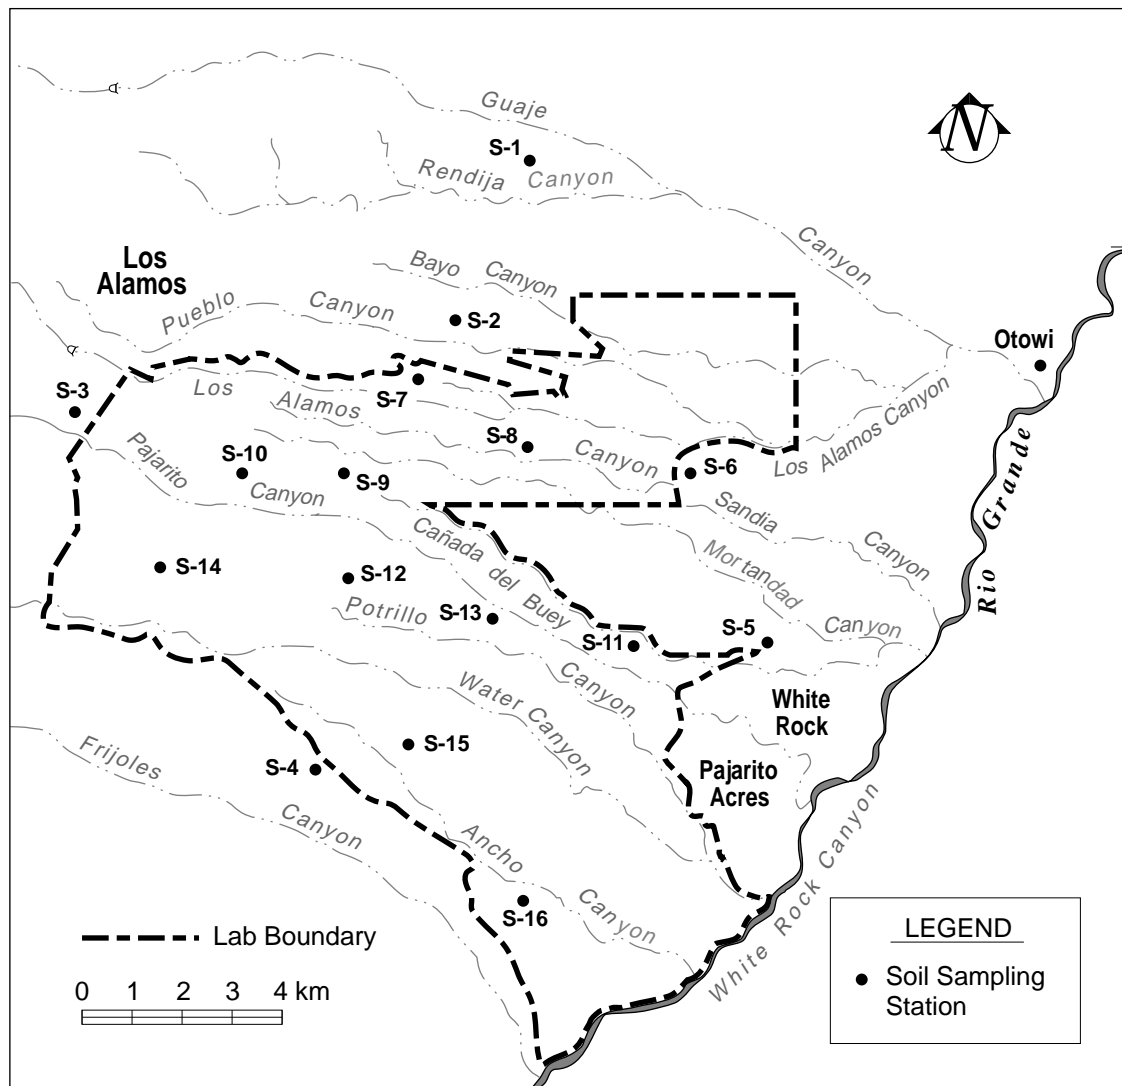 Guaje
N
S-1
Rendija Canyon
Canyon
Los
Alamos
Bayo Canyon
Pueblo Canyon
S-2
Otowi
S-3
Los Alamos Canyon
S-7
Los Alamos Canyon
S-8
S-10
S-9
S-6
Pajarito Canyon
Sandia Canyon
Rio Grande
Cañada del Buey
Mortandad Canyon
S-14
S-12
Potrillo Canyon
S-13
S-11
S-5
Water Canyon
White
Rock
S-15
Frijoles Canyon
S-4
Pajarito
Acres
Ancho Canyon
White Rock Canyon
S-16
Lab Boundary
0 1 2 3 4 km
LEGEND
Soil Sampling
Station